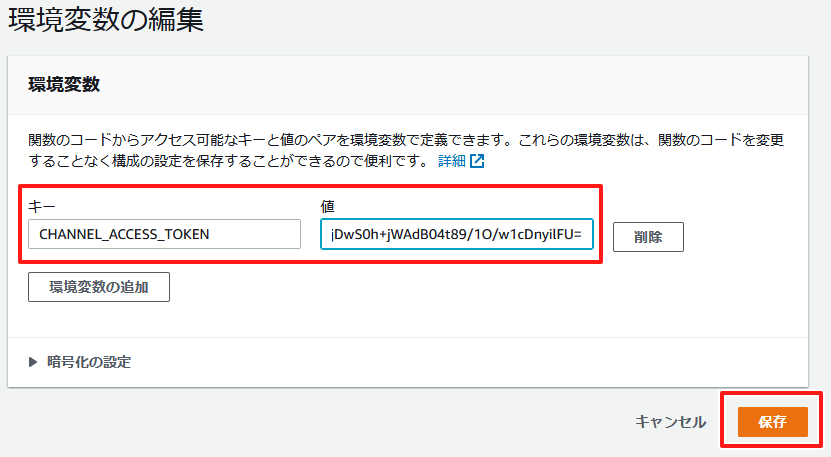 環境変数の編集
環境変数
関数のコードからアクセス可能なキーと値のペアを環境変数で定義できます。これらの環境変数は、関数のコードを変更
することなく構成の設定を保存することができるので便利です。 詳細
キー 値
CHANNEL_ACCESS_TOKEN jDwS0h+jWAdB04t89/1O/w1cDnyilFU= 削除
環境変数の追加
暗号化の設定
キャンセル 保存